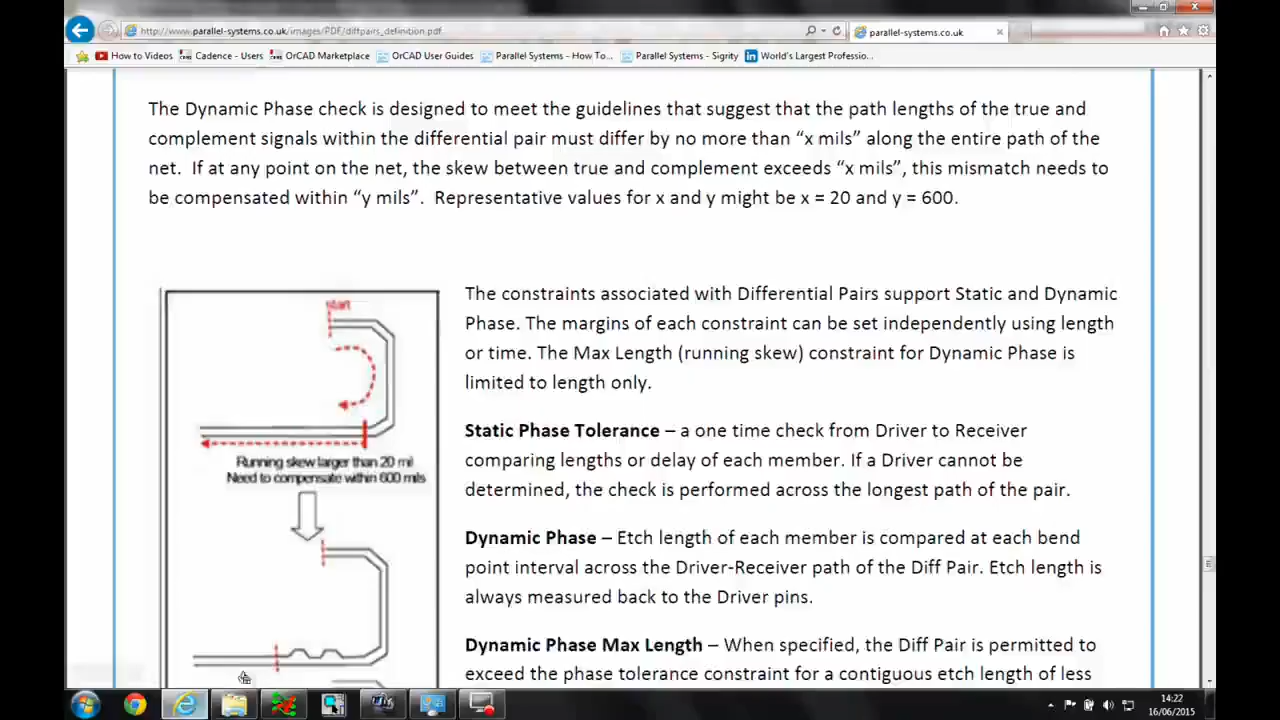 http://www.parallel-systems.co.uk/images/PDF/diffpairs_definition.pdf
parallel-systems.co.uk
How to Videos
Cadence - Users
OrCAD Marketplace
OrCAD User Guides
Parallel Systems - How To...
Parallel Systems - Sigrity
World's Largest Professio...
The Dynamic Phase check is designed to meet the guidelines that suggest that the path lengths of the true and
complement signals within the differential pair must differ by no more than “x mils” along the entire path of the
net. If at any point on the net, the skew between true and complement exceeds “x mils”, this mismatch needs to
be compensated within “y mils”. Representative values for x and y might be x = 20 and y = 600.
start
Running skew larger than 20 mil
Need to compensate within 600 mils
The constraints associated with Differential Pairs support Static and Dynamic
Phase. The margins of each constraint can be set independently using length
or time. The Max Length (running skew) constraint for Dynamic Phase is
limited to length only.
Static Phase Tolerance – a one time check from Driver to Receiver
comparing lengths or delay of each member. If a Driver cannot be
determined, the check is performed across the longest path of the pair.
Dynamic Phase – Etch length of each member is compared at each bend
point interval across the Driver-Receiver path of the Diff Pair. Etch length is
always measured back to the Driver pins.
Dynamic Phase Max Length – When specified, the Diff Pair is permitted to
exceed the phase tolerance constraint for a contiguous etch length of less
14:22
16/06/2015